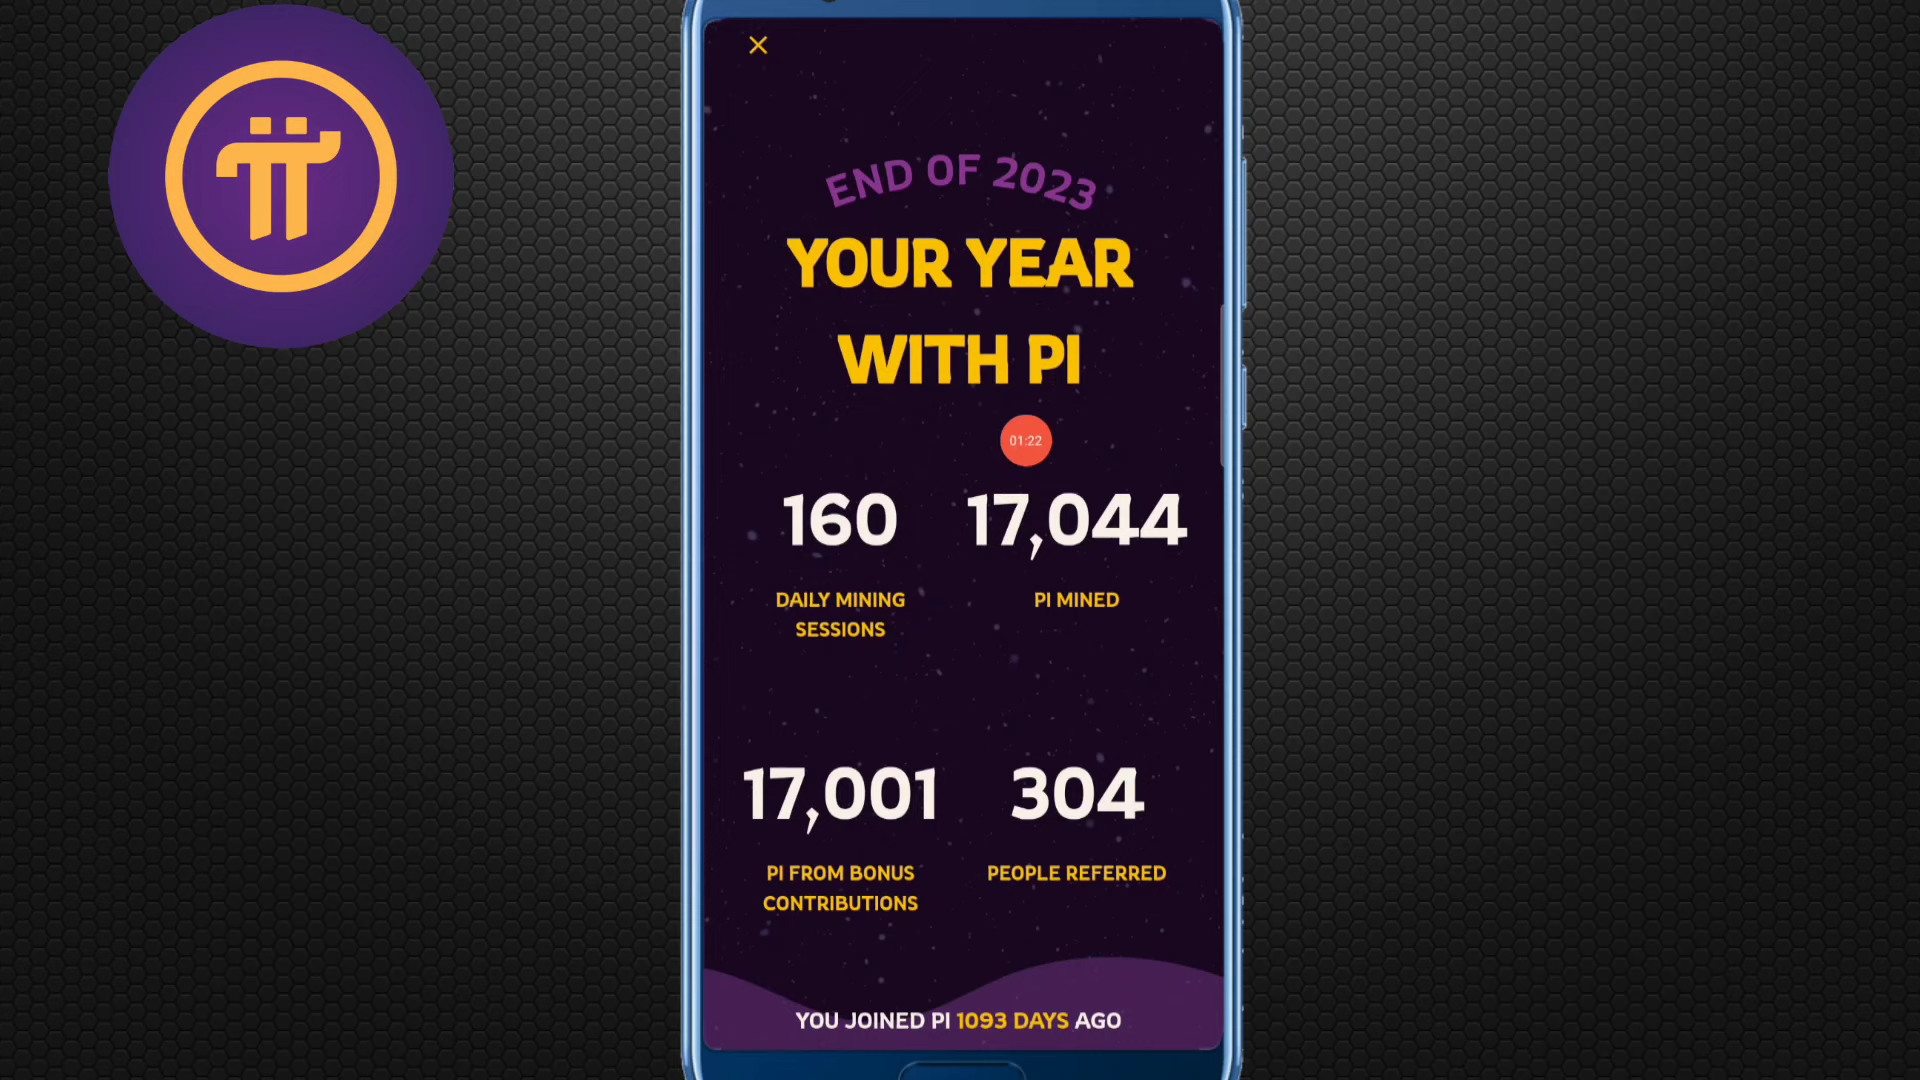 END OF 2023
YOUR YEAR
WITH PI
01:22
160
17,044
DAILY MINING
SESSIONS
PI MINED
17,001
304
PI FROM BONUS
CONTRIBUTIONS
PEOPLE REFERRED
YOU JOINED PI 1093 DAYS AGO